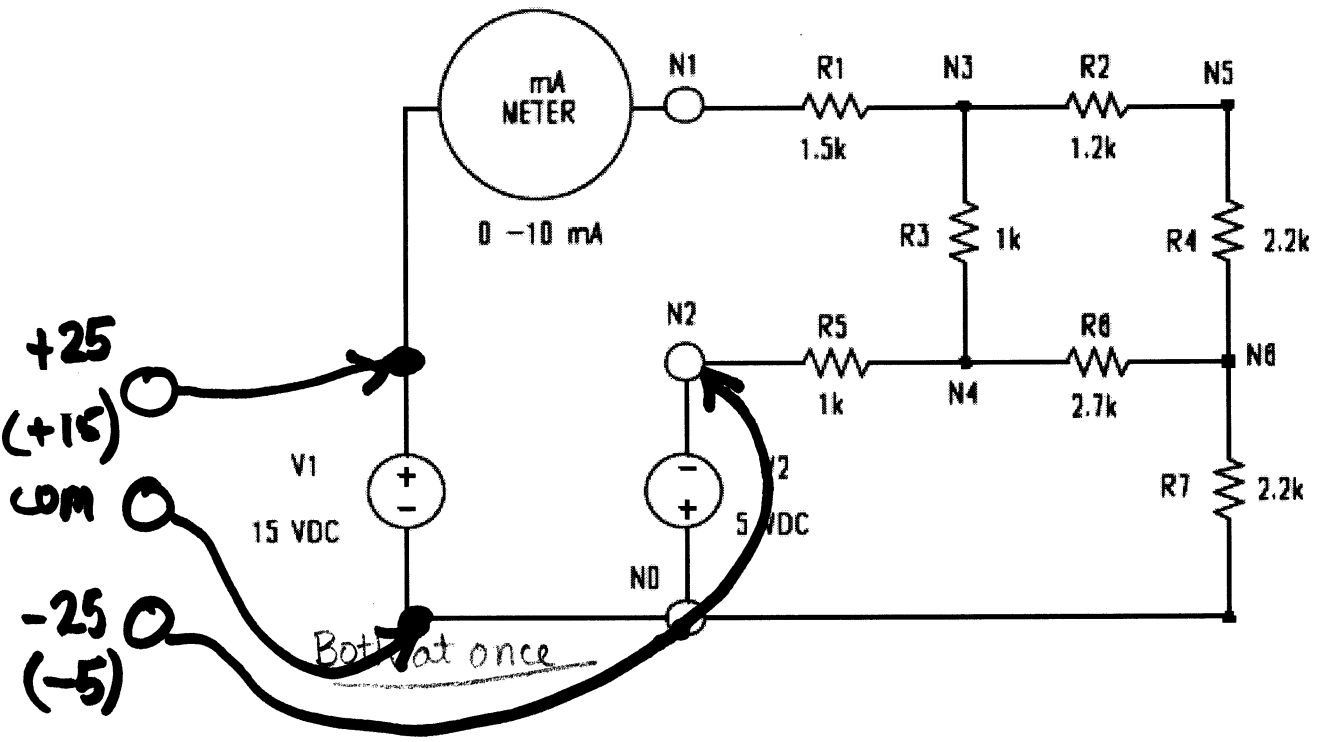 mA
METER
0 -10 mA
N1
R1
1.5k
N3
R2
1.2k
N5
R3
1k
R4
2.2k
+25
(+15)
N2
R5
1k
N4
R6
2.7k
N6
V1
+
-
15 VDC
-
+
5 VDC
R7
2.2k
COM
N0
-25
(-5)
Both at once